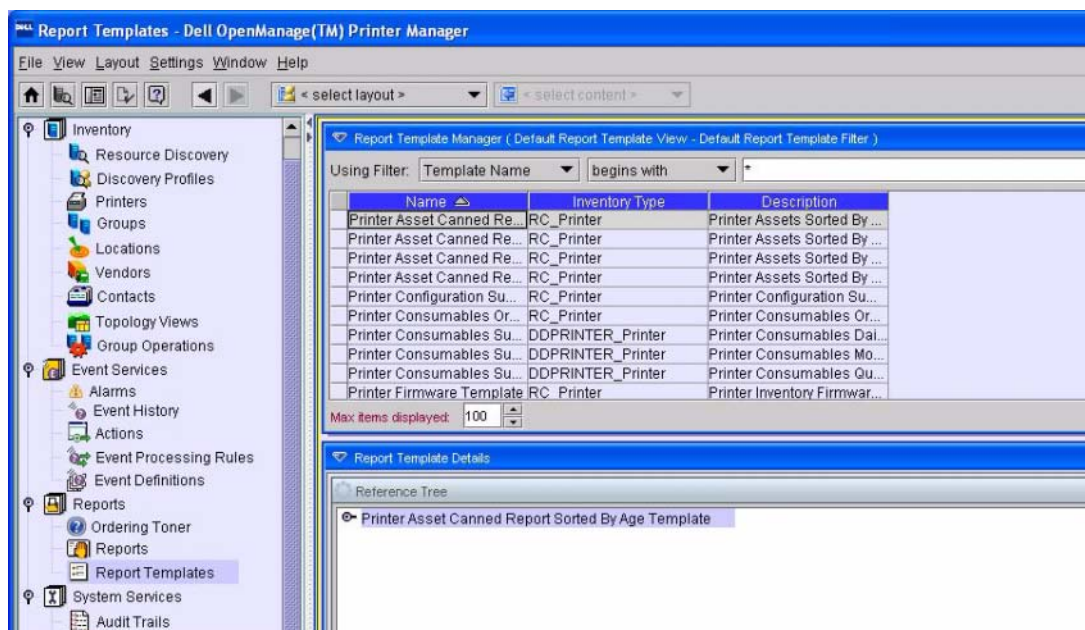 DELL Report Templates - Dell OpenManage(TM) Printer Manager
File View Layout Settings Window Help
< select layout > < select content >
Inventory
Resource Discovery
Discovery Profiles
Printers
Groups
Locations
Vendors
Contacts
Topology Views
Group Operations
Event Services
Alarms
Event History
Actions
Event Processing Rules
Event Definitions
Reports
Ordering Toner
Reports
Report Templates
System Services
Audit Trails
Report Template Manager ( Default Report Template View - Default Report Template Filter )
Using Filter: Template Name begins with *
Name Inventory Type Description
Printer Asset Canned Re... RC_Printer Printer Assets Sorted By ...
Printer Asset Canned Re... RC_Printer Printer Assets Sorted By ...
Printer Asset Canned Re... RC_Printer Printer Assets Sorted By ...
Printer Asset Canned Re... RC_Printer Printer Assets Sorted By ...
Printer Configuration Su... RC_Printer Printer Configuration Su...
Printer Consumables Or... RC_Printer Printer Consumables Or...
Printer Consumables Su... DDPRINTER_Printer Printer Consumables Dai...
Printer Consumables Su... DDPRINTER_Printer Printer Consumables Mo...
Printer Consumables Su... DDPRINTER_Printer Printer Consumables Qu...
Printer Firmware Template RC_Printer Printer Inventory Firmwar...
Max items displayed: 100
Report Template Details
Reference Tree
Printer Asset Canned Report Sorted By Age Template